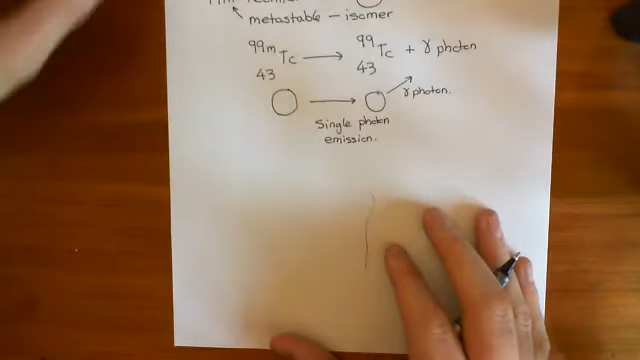 metastable – isomer
99m Tc 43 → 99 Tc 43 + γ photon
γ photon.
Single photon
emission.